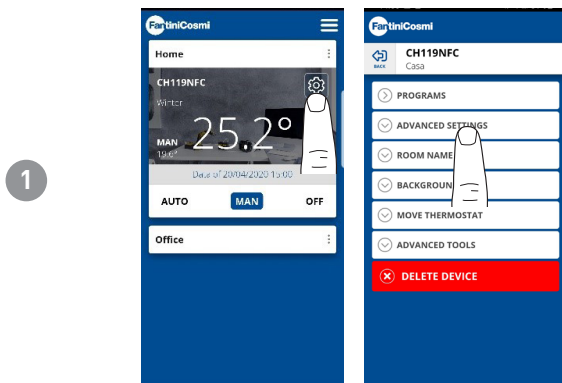 1
FantiniCosmi
Home
CH119NFC
Winter
25.2°
MAN
19.6°
Data of 20/04/2020 15:00
AUTO MAN OFF
Office
FantiniCosmi
BACK
CH119NFC
Casa
PROGRAMS
ADVANCED SETTINGS
ROOM NAME
BACKGROUN
MOVE THERMOSTAT
ADVANCED TOOLS
DELETE DEVICE